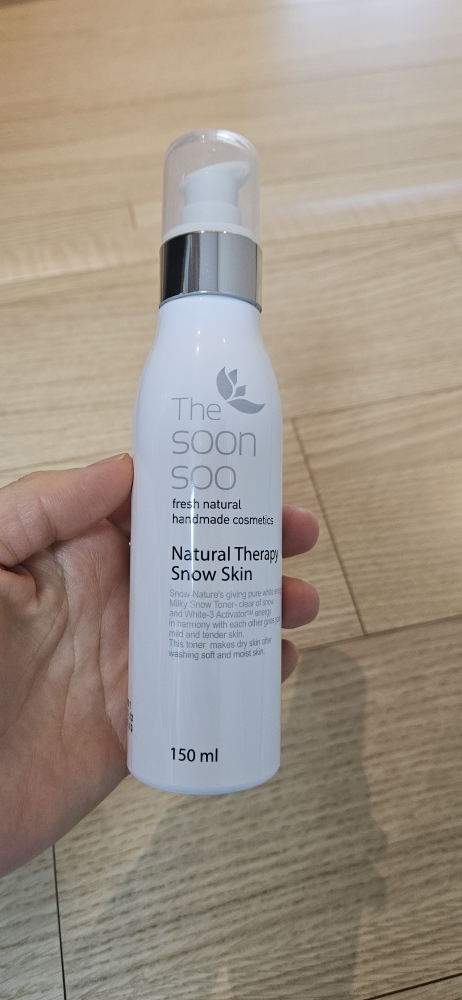 The
soon
soo
fresh natural
handmade cosmetics
Natural Therapy
Snow Skin
Snow Nature's giving pure white
Milky Snow Toner- clear of snow
and White-3 Activator™ energy
in harmony with each other gives
mild and tender skin.
This toner makes dry skin after
washing soft and moist skin.
150 ml